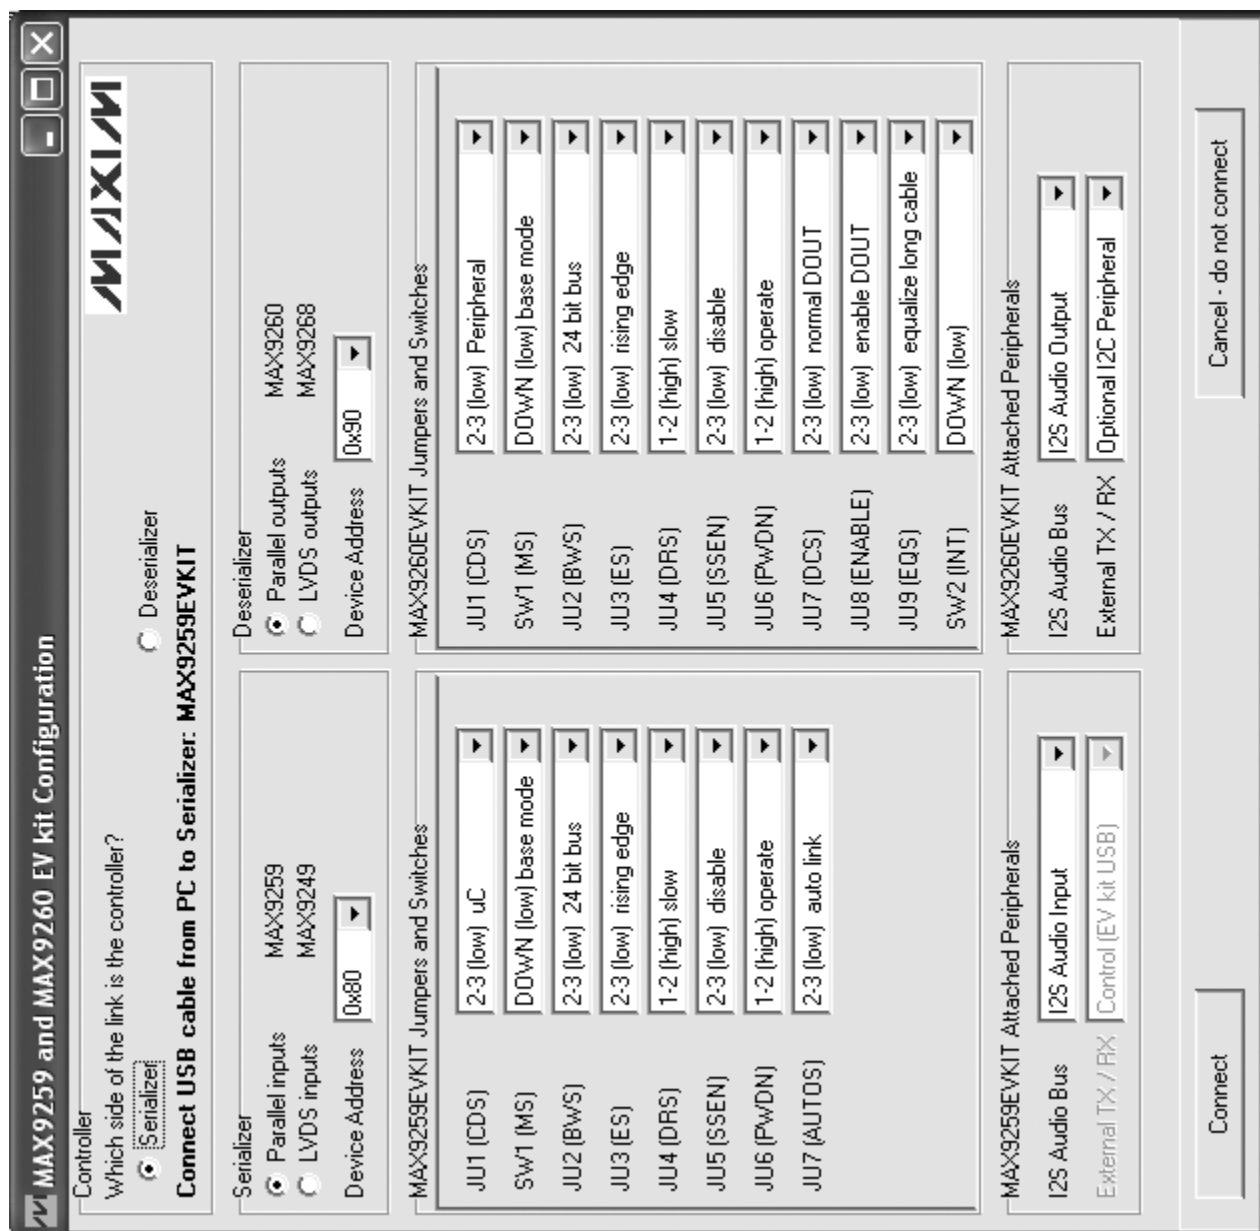 MAX9259 and MAX9260 EV kit Configuration
Controller
Which side of the link is the controller?
Serializer
Deserializer
Connect USB cable from PC to Serializer: MAX9259EVKIT
MAXIM
Serializer
Parallel inputs MAX9259
LVDS inputs MAX9249
Device Address 0x80
MAX9259EVKIT Jumpers and Switches
JU1 (CDS) 2-3 (low) uC
SW1 (MS) DOWN (low) base mode
JU2 (BWS) 2-3 (low) 24 bit bus
JU3 (ES) 2-3 (low) rising edge
JU4 (DRS) 1-2 (high) slow
JU5 (SSEN) 2-3 (low) disable
JU6 (PWDN) 1-2 (high) operate
JU7 (AUTOS) 2-3 (low) auto link
MAX9259EVKIT Attached Peripherals
I2S Audio Bus I2S Audio Input
External TX / RX Control (EV kit USB)
Deserializer
Parallel outputs MAX9260
LVDS outputs MAX9268
Device Address 0x90
MAX9260EVKIT Jumpers and Switches
JU1 (CDS) 2-3 (low) Peripheral
SW1 (MS) DOWN (low) base mode
JU2 (BWS) 2-3 (low) 24 bit bus
JU3 (ES) 2-3 (low) rising edge
JU4 (DRS) 1-2 (high) slow
JU5 (SSEN) 2-3 (low) disable
JU6 (PWDN) 1-2 (high) operate
JU7 (DCS) 2-3 (low) normal DOUT
JU8 (ENABLE) 2-3 (low) enable DOUT
JU9 (EQS) 2-3 (low) equalize long cable
SW2 (INT) DOWN (low)
MAX9260EVKIT Attached Peripherals
I2S Audio Bus I2S Audio Output
External TX / RX Optional I2C Peripheral
Connect
Cancel - do not connect